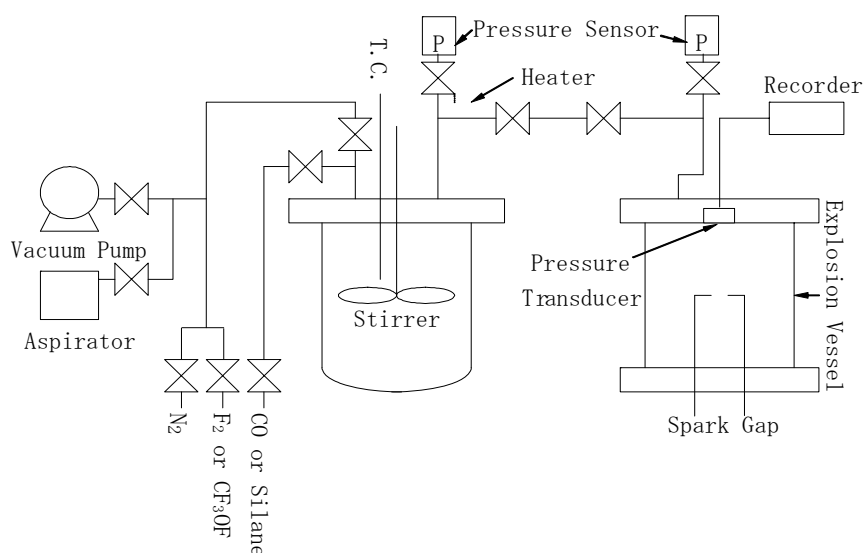 T.C.
P
Pressure Sensor
P
Heater
Recorder
Vacuum Pump
Aspirator
Stirrer
Pressure
Transducer
Explosion Vessel
Spark Gap
N2
F2 or CF3OF
CO or Silane